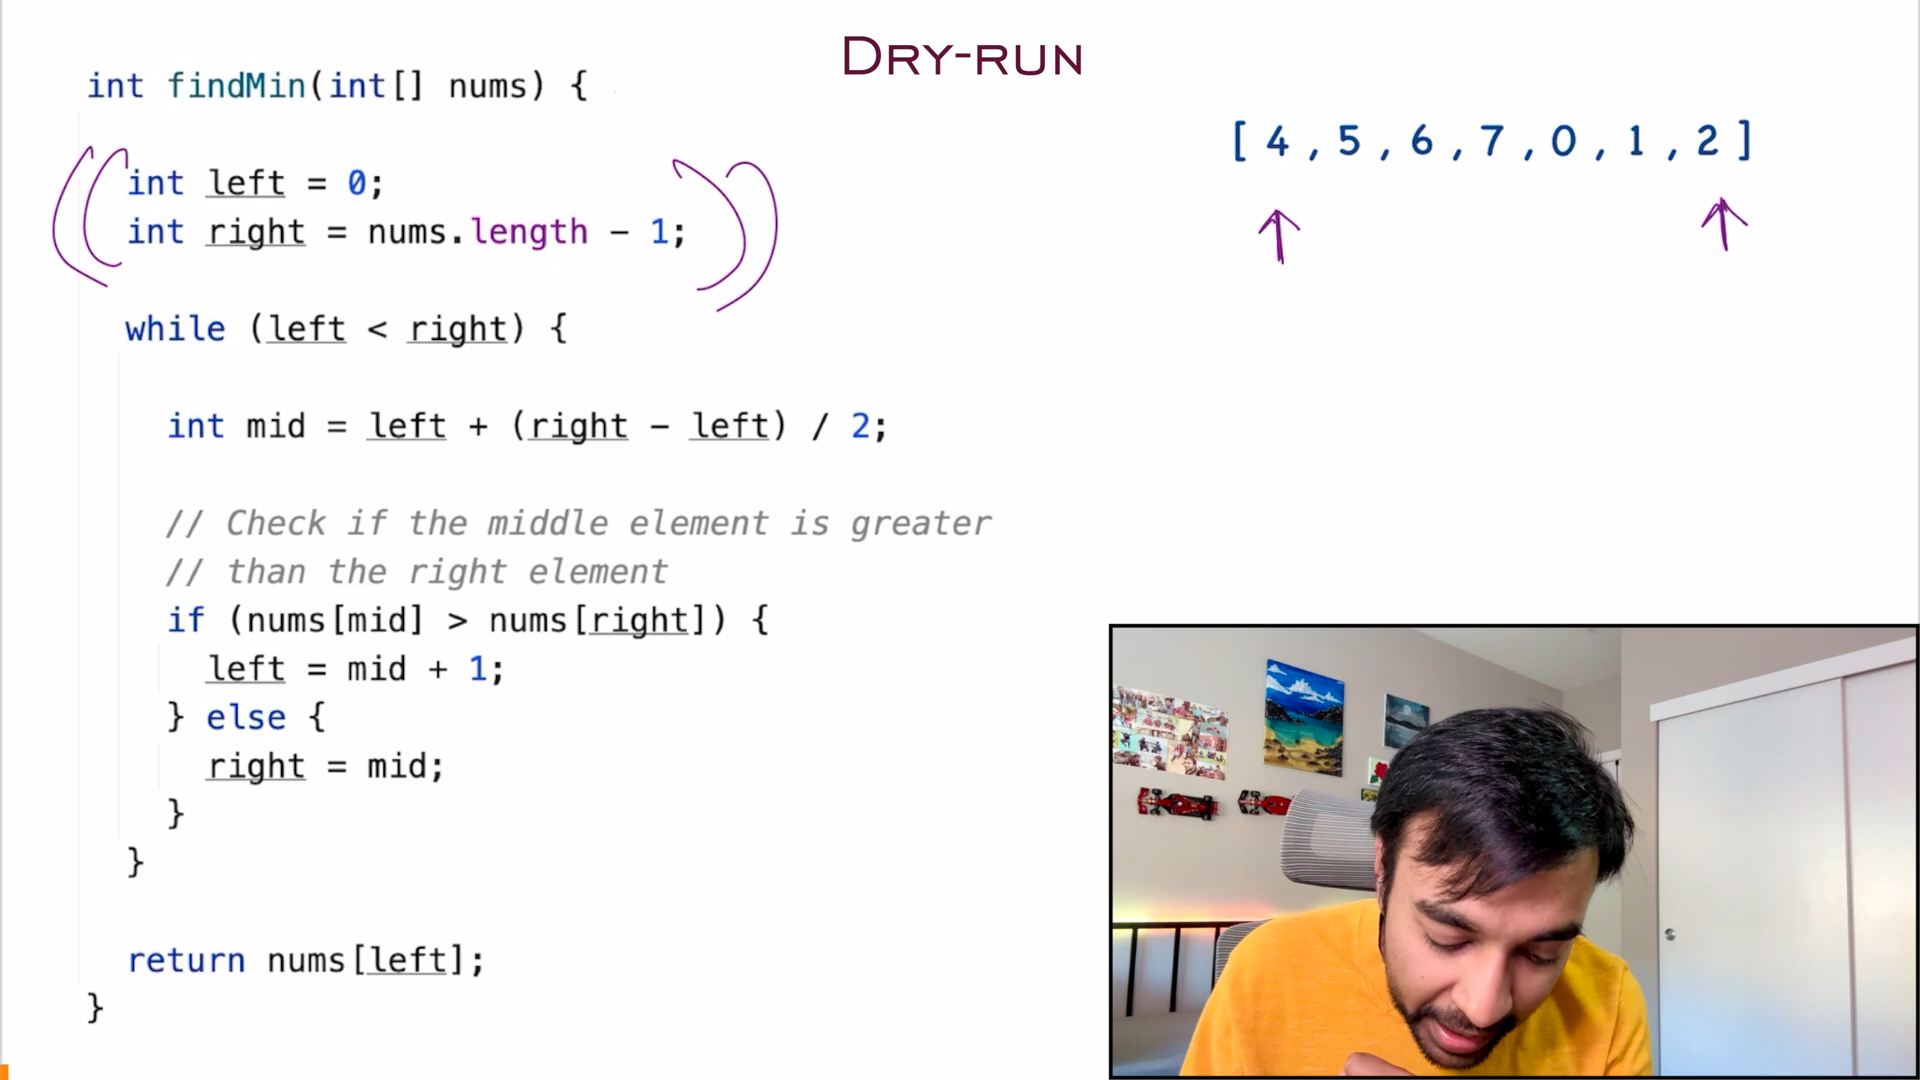 DRY-RUN
int findMin(int[] nums) {
int left = 0;
int right = nums.length - 1;
while (left < right) {
int mid = left + (right - left) / 2;
// Check if the middle element is greater
// than the right element
if (nums[mid] > nums[right]) {
left = mid + 1;
} else {
right = mid;
}
}
return nums[left];
}
[ 4 , 5 , 6 , 7 , 0 , 1 , 2 ]